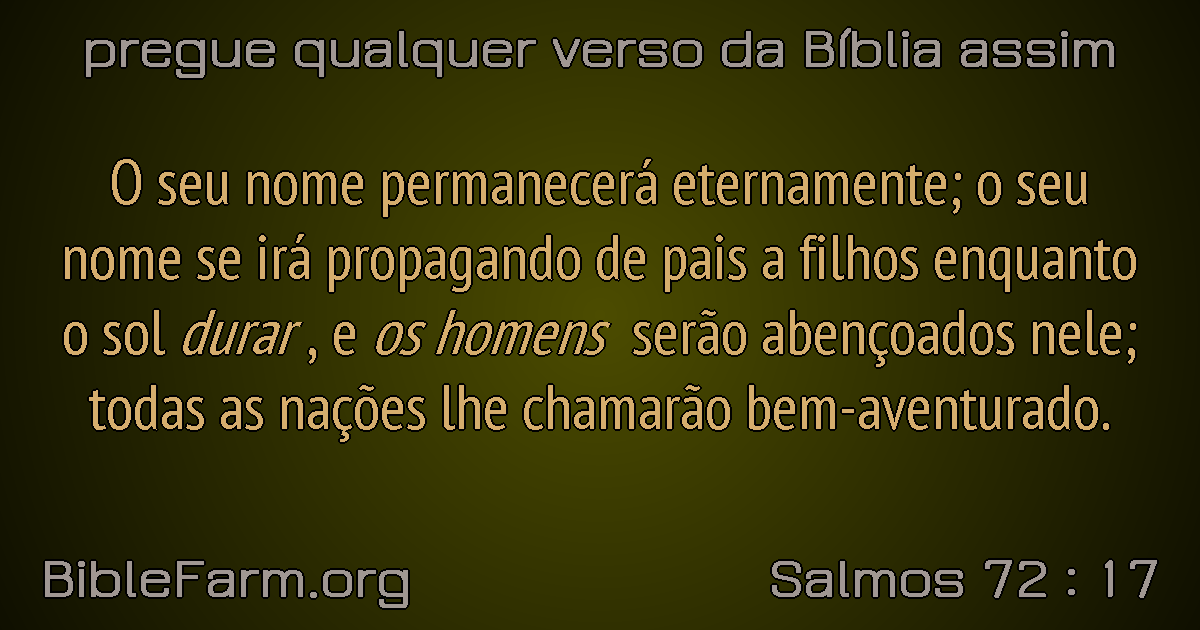 pregue qualquer verso da Bíblia assim
O seu nome permanecerá eternamente; o seu
nome se irá propagando de pais a filhos enquanto
o sol durar , e os homens serão abençoados nele;
todas as nações lhe chamarão bem-aventurado.
BibleFarm.org
Salmos 72 : 17